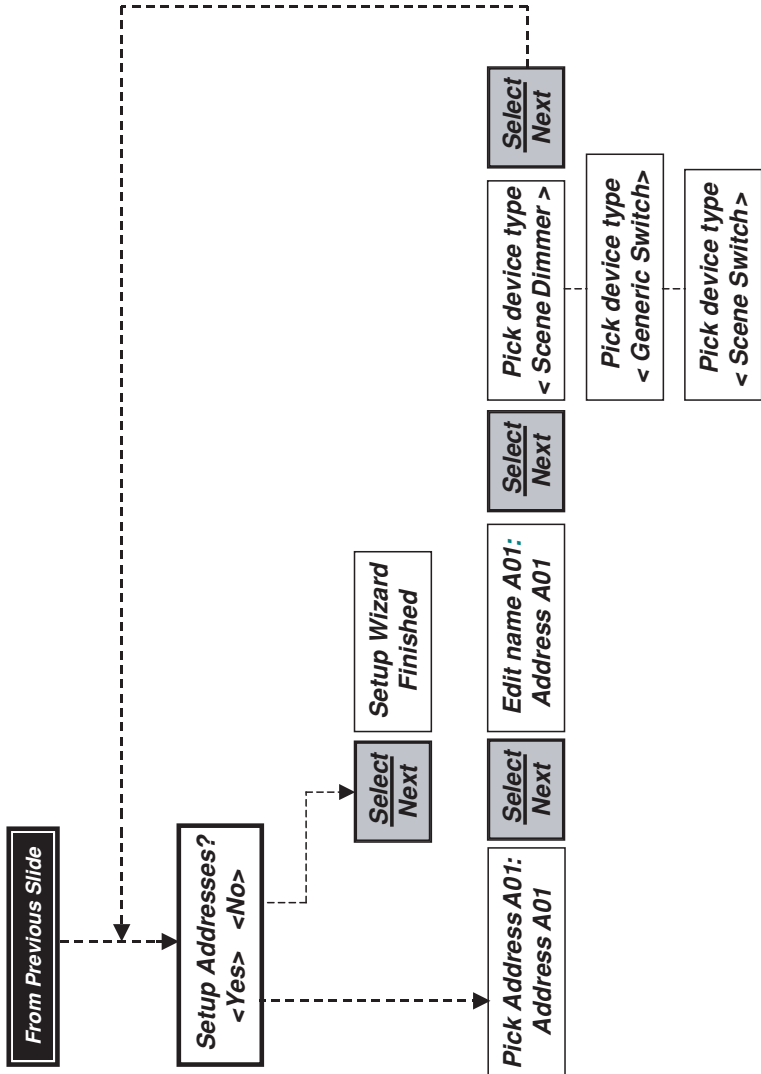 From Previous Slide
Setup Addresses?
<Yes> <No>
Select
Next
Setup Wizard
Finished
Pick Address A01:
Address A01
Select
Next
Edit name A01:
Address A01
Select
Next
Pick device type
< Scene Dimmer >
Select
Next
Pick device type
< Generic Switch>
Pick device type
< Scene Switch>